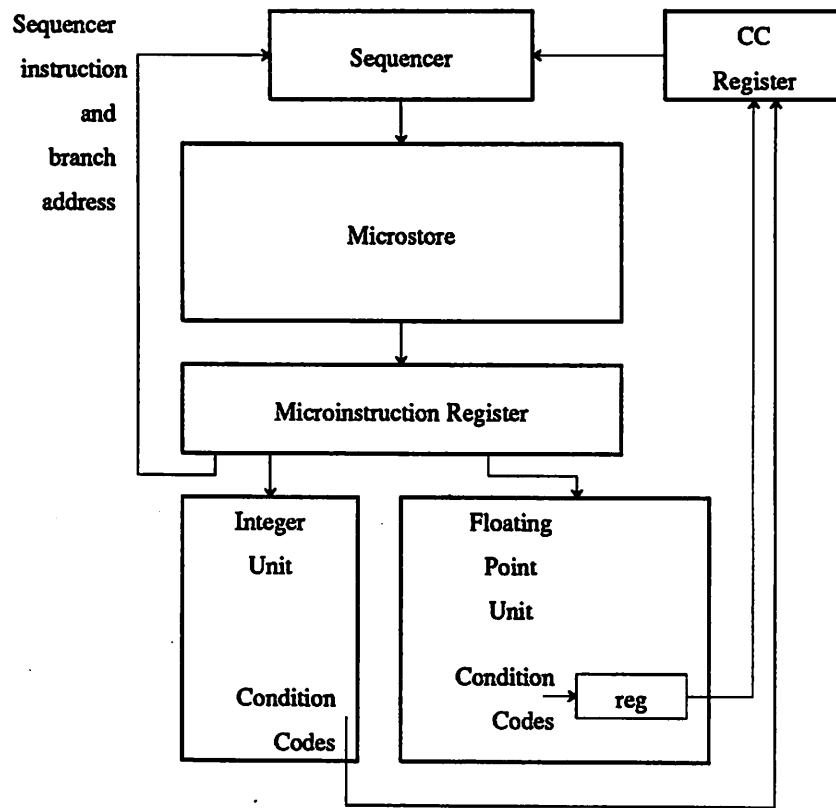 Sequencer
instruction
and
branch
address
Sequencer
CC
Register
Microstore
Microinstruction Register
Integer
Unit
Condition
Codes
Floating
Point
Unit
Condition
Codes
reg